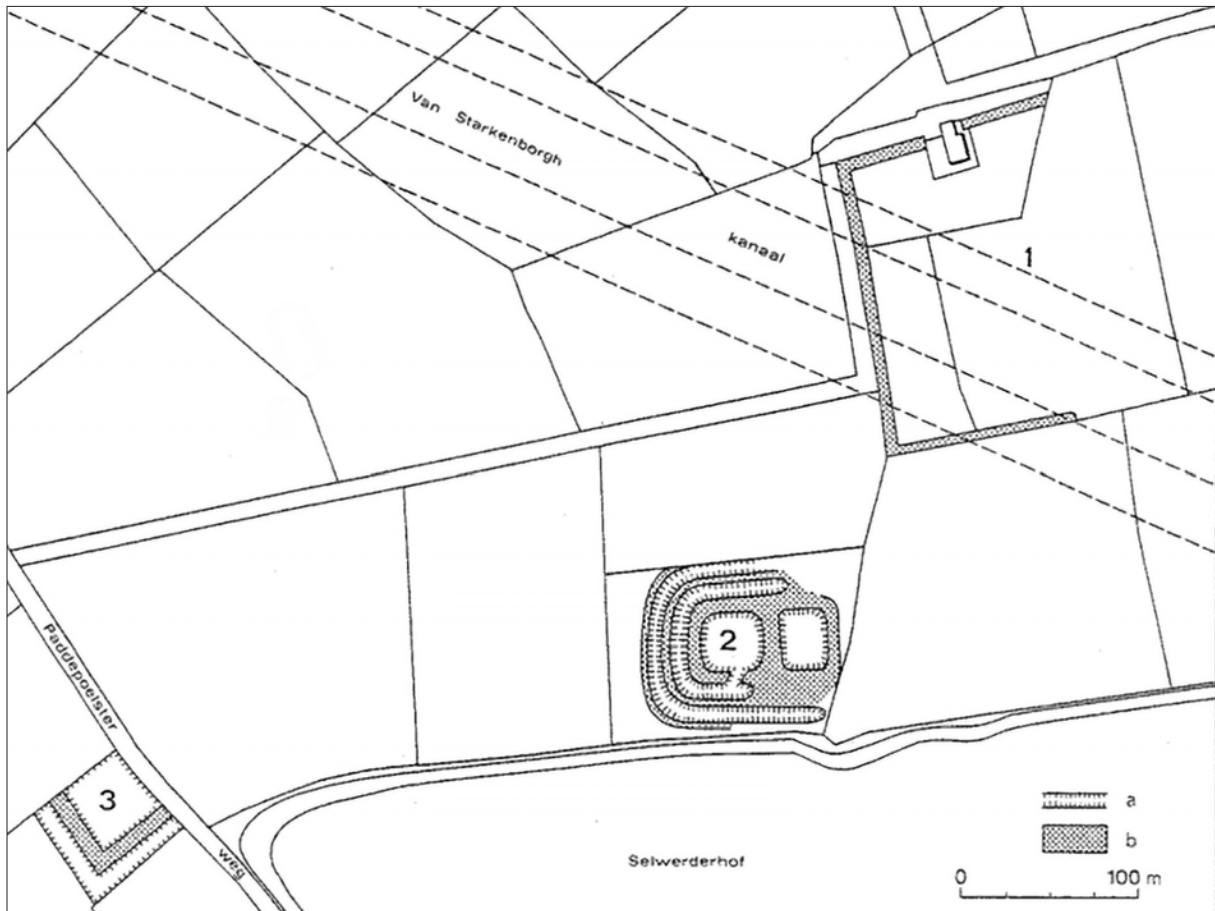 Van Starkenborgh
kanaal
1
2
Paddepoelster
weg
3
a
b
Selwerderhof
0 100 m